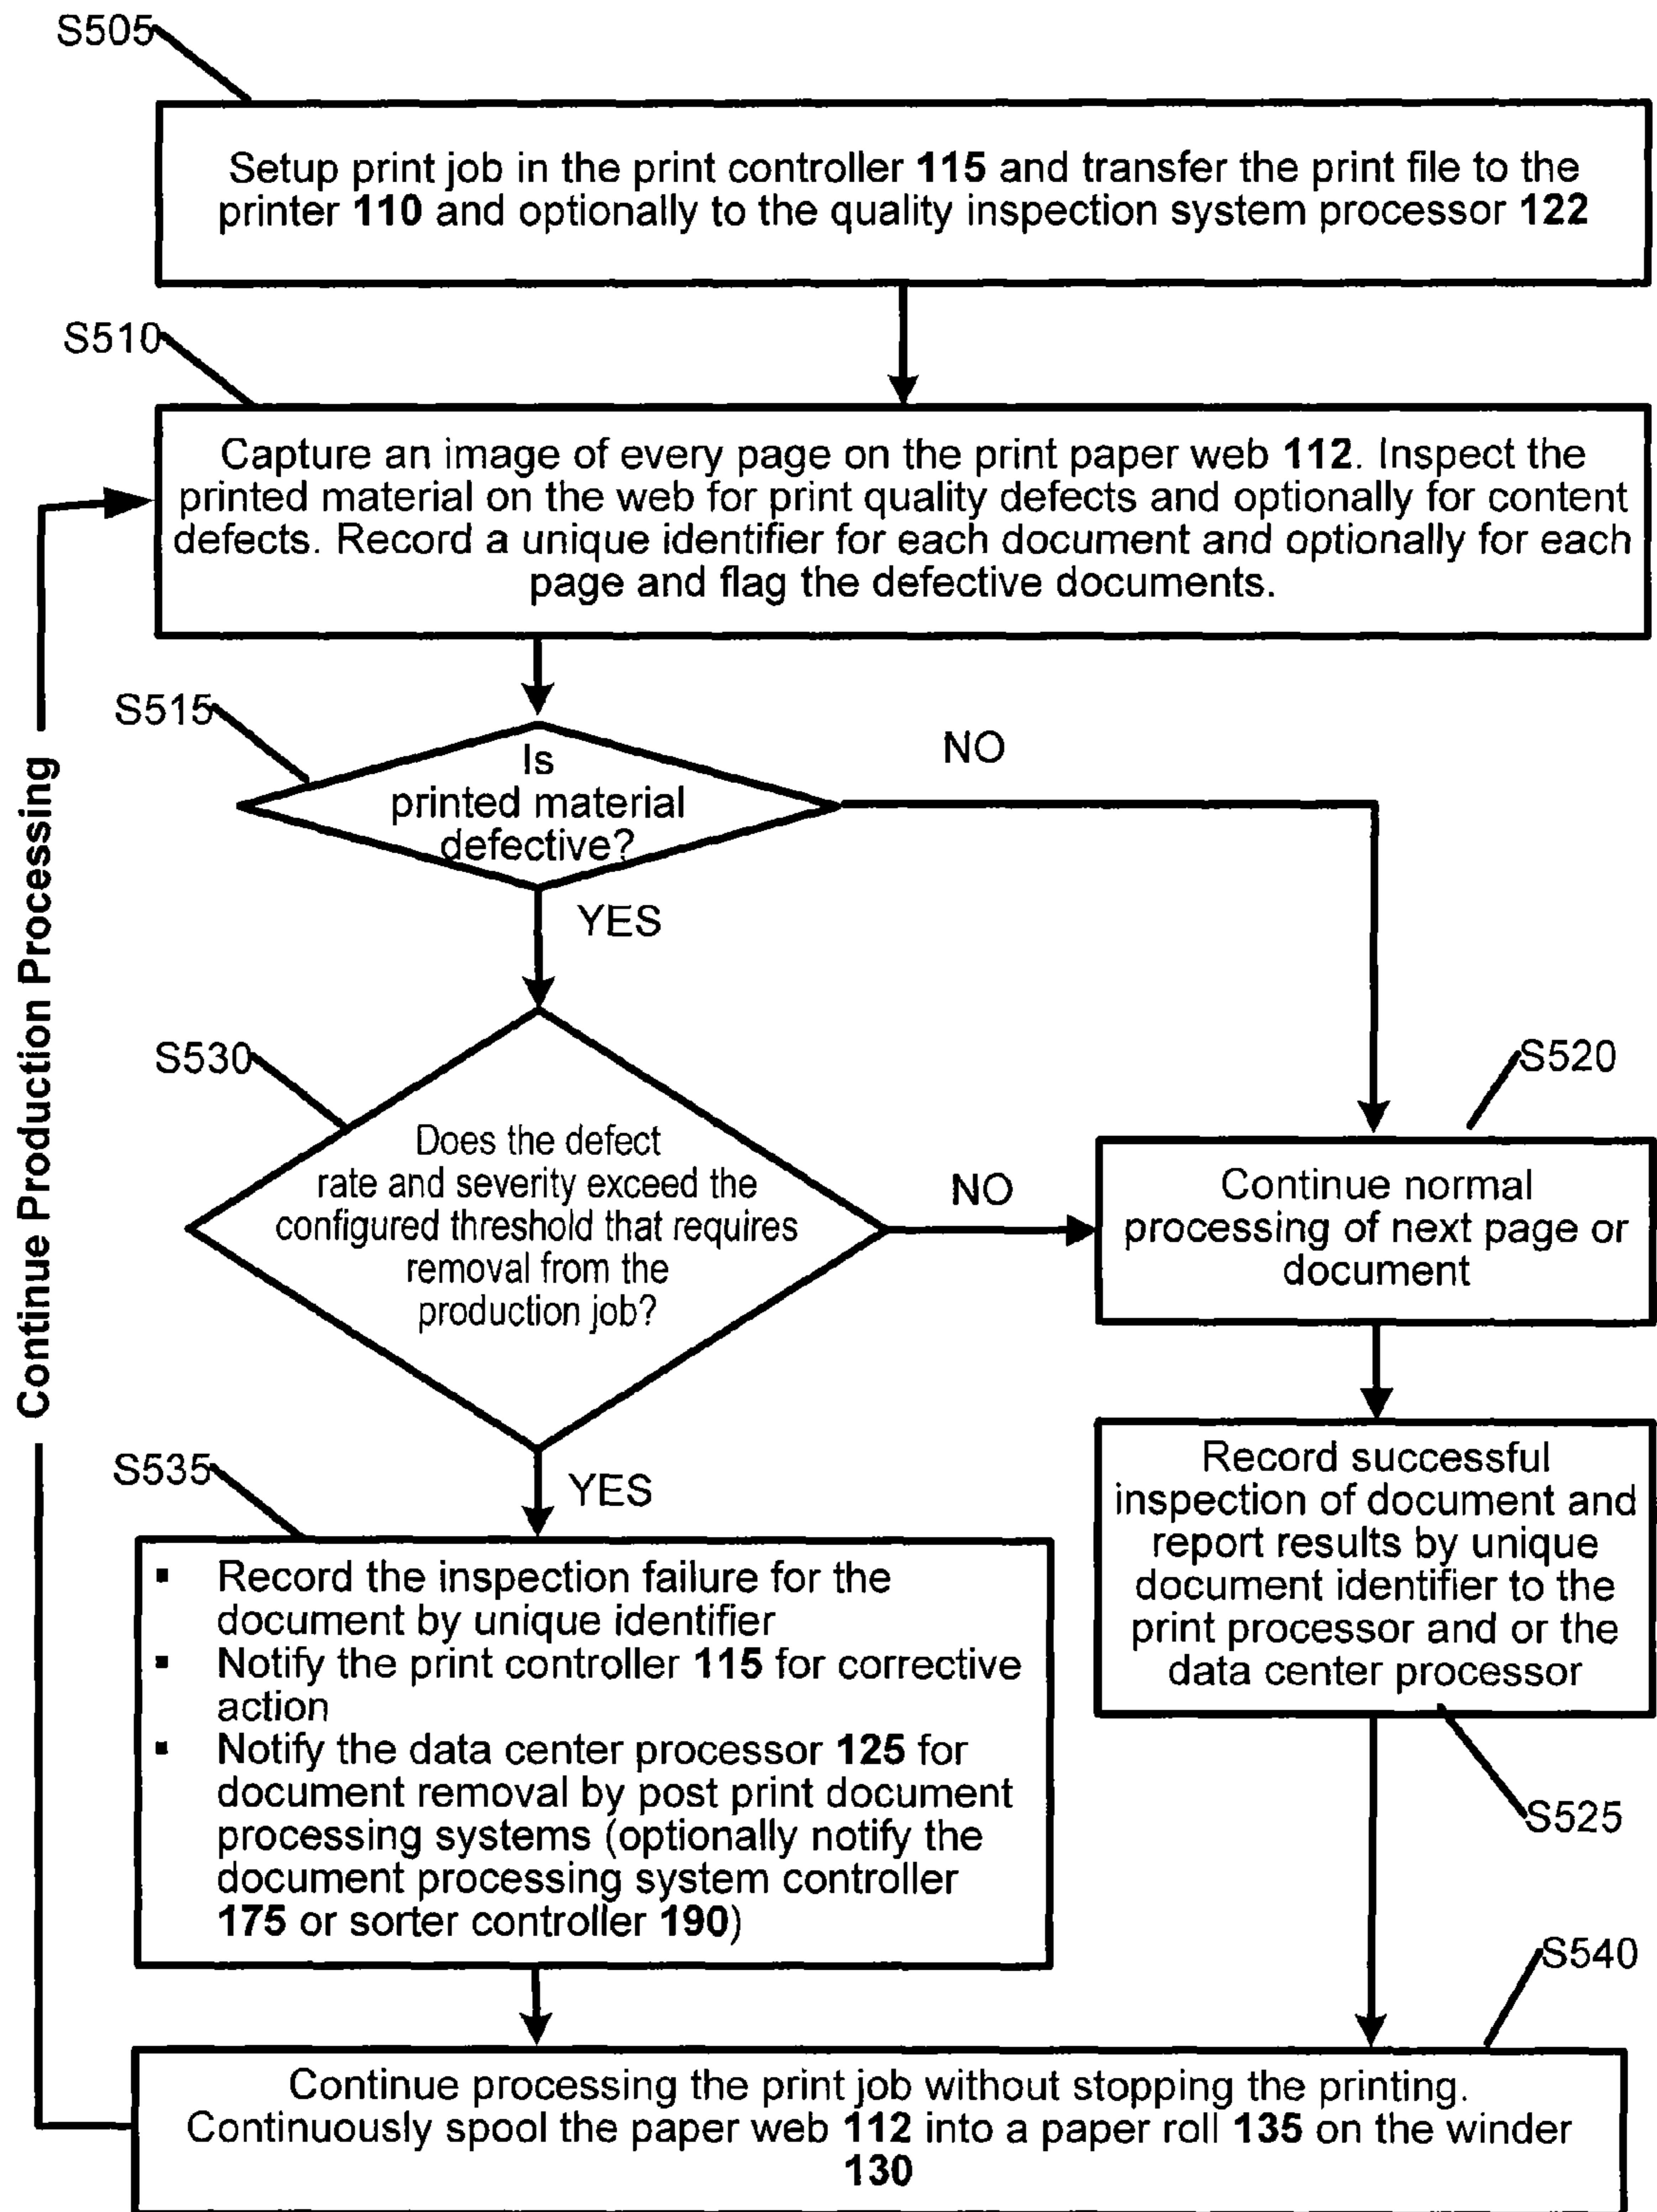 S505
Setup print job in the print controller 115 and transfer the print file to the
printer 110 and optionally to the quality inspection system processor 122
S510
Capture an image of every page on the print paper web 112. Inspect the
printed material on the web for print quality defects and optionally for content
defects. Record a unique identifier for each document and optionally for each
page and flag the defective documents.
S515
Is
printed material
defective?
NO
YES
S530
Does the defect
rate and severity exceed the
configured threshold that requires
removal from the
production job?
NO
YES
S520
Continue normal
processing of next page or
document
Record successful
inspection of document and
report results by unique
document identifier to the
print processor and or the
data center processor
S525
S535
▪ Record the inspection failure for the
document by unique identifier
▪ Notify the print controller 115 for corrective
action
▪ Notify the data center processor 125 for
document removal by post print document
processing systems (optionally notify the
document processing system controller
175 or sorter controller 190)
S540
Continue processing the print job without stopping the printing.
Continuously spool the paper web 112 into a paper roll 135 on the winder
130
Continue Production Processing